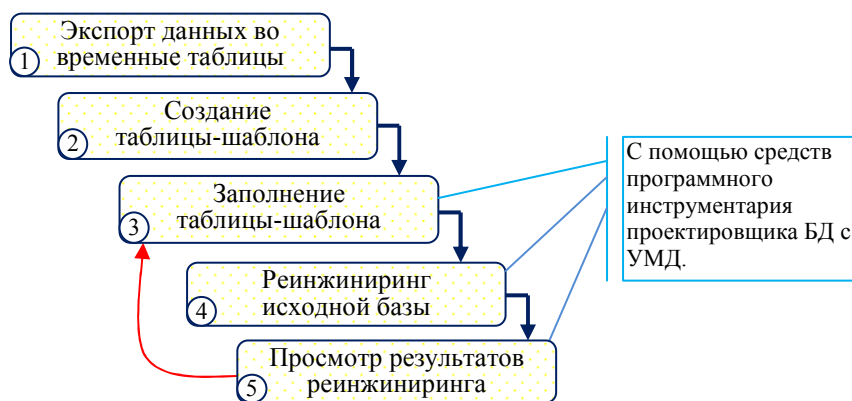 Экспорт данных во
временные таблицы
1
Создание
таблицы-шаблона
2
Заполнение
таблицы-шаблона
3
Реинжиниринг
исходной базы
4
Просмотр результатов
реинжиниринга
5
С помощью средств
программного
инструментария
проектировщика БД с
УМД.